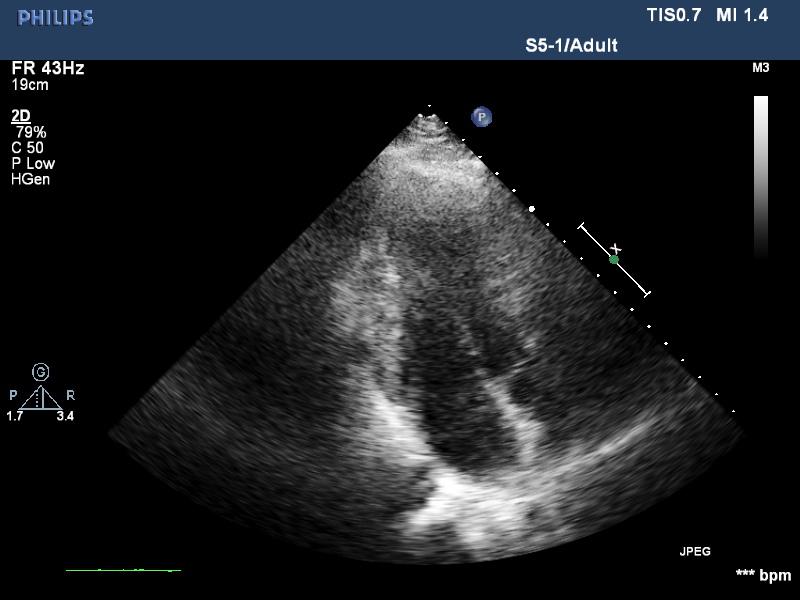 PHILIPS
TIS0.7 MI 1.4
S5-1/Adult
FR 43Hz
19cm
M3
2D
79%
C 50
P Low
HGen
P
X
G
P R
1.7 3.4
JPEG
*** bpm